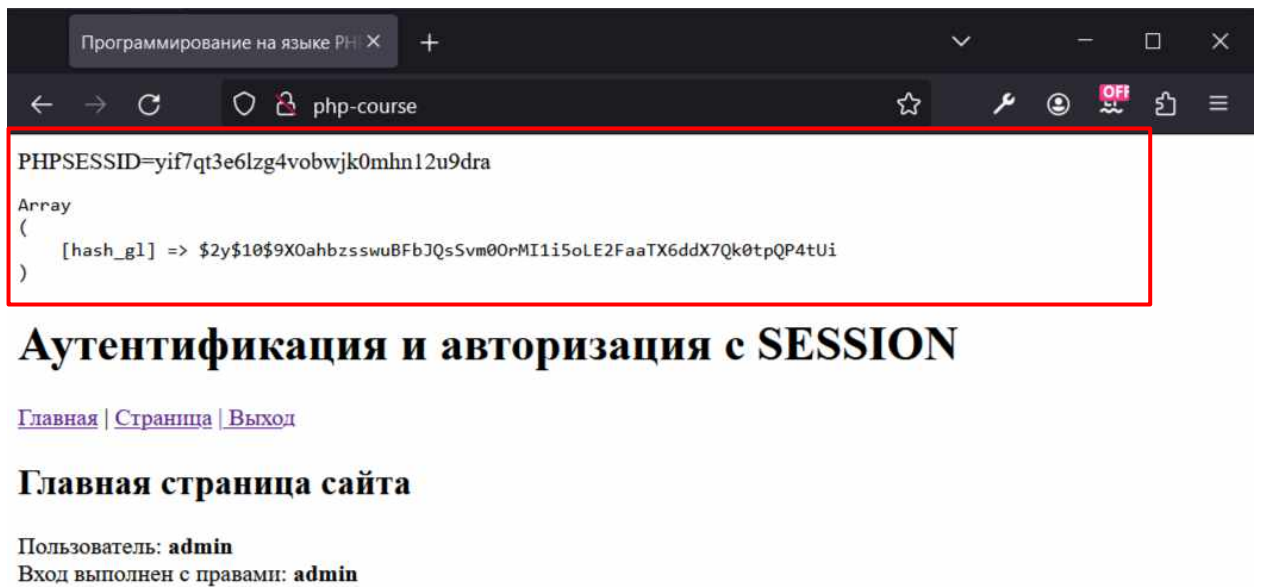 Программирование на языке PH
php-course
OFF
PHPSESSID=yif7qt3e6lzg4vobwjk0mhn12u9dra
Array
(
[hash_gl] => $2y$10$9XOahbzsswuBFbJQsSvm0OrMI1i5oLE2FaaTX6ddX7Qk0tpQP4tUi
)
Аутентификация и авторизация с SESSION
Главная | Страница | Выход
Главная страница сайта
Пользователь: admin
Вход выполнен с правами: admin